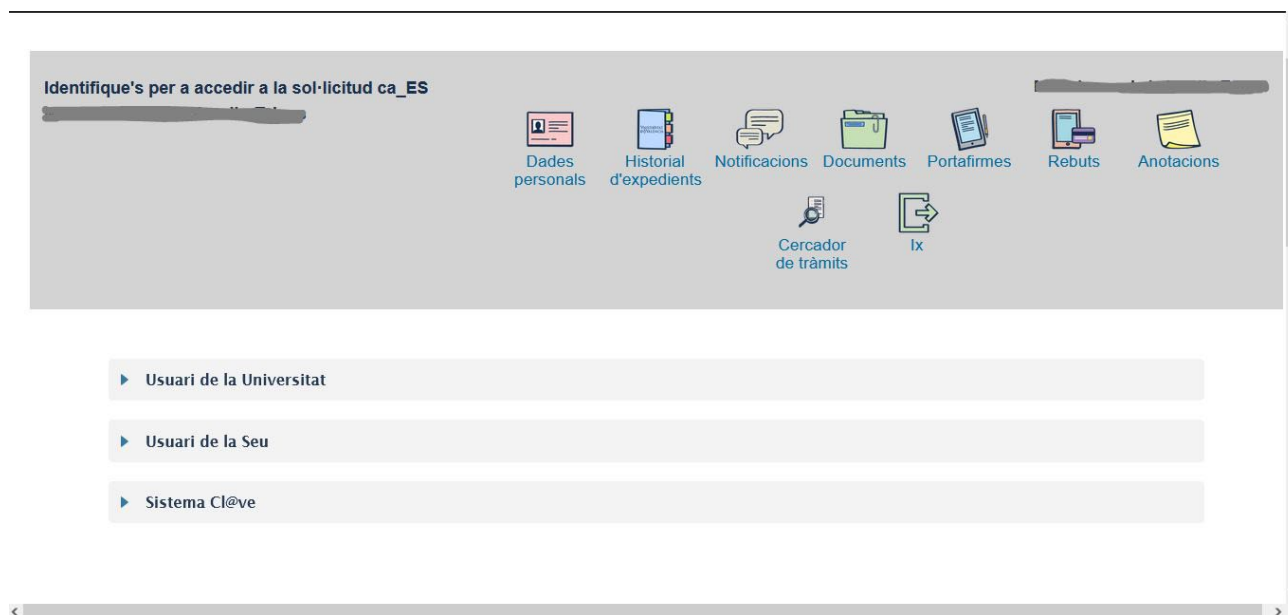 Identifique's per a accedir a la sol·licitud ca_ES
Dades
personals
Historial
d'expedients
Notificacions
Documents
Portafirmes
Rebuts
Anotacions
Cercador
de tràmits
Ix
Usuari de la Universitat
Usuari de la Seu
Sistema Cl@ve